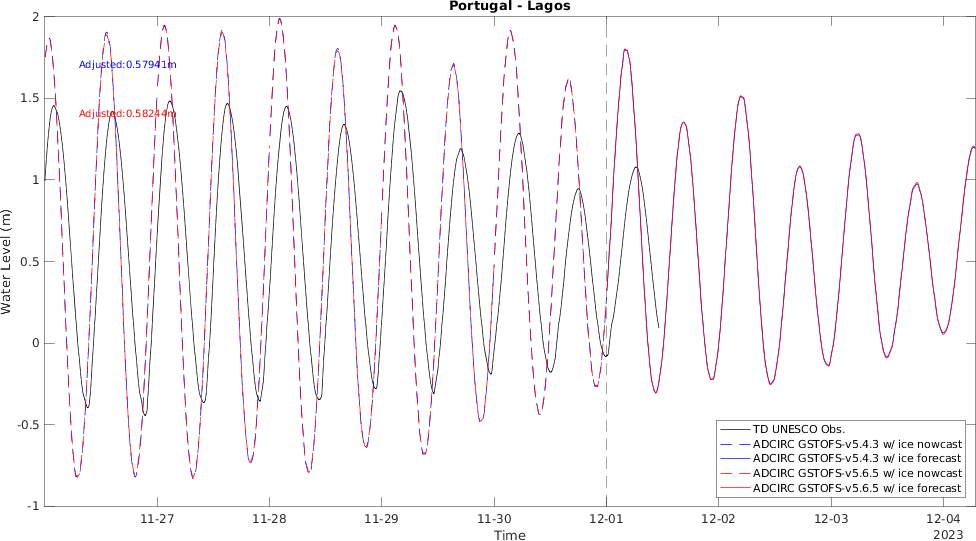 Portugal - Lagos
2
1.5
1
0.5
0
-0.5
-1
Water Level (m)
Adjusted:0.57941m
Adjusted:0.58244m
TD UNESCO Obs.
ADCIRC GSTOFS-v5.4.3 w/ ice nowcast
ADCIRC GSTOFS-v5.4.3 w/ ice forecast
ADCIRC GSTOFS-v5.6.5 w/ ice nowcast
ADCIRC GSTOFS-v5.6.5 w/ ice forecast
11-27 11-28 11-29 11-30 12-01 12-02 12-03 12-04
Time
2023